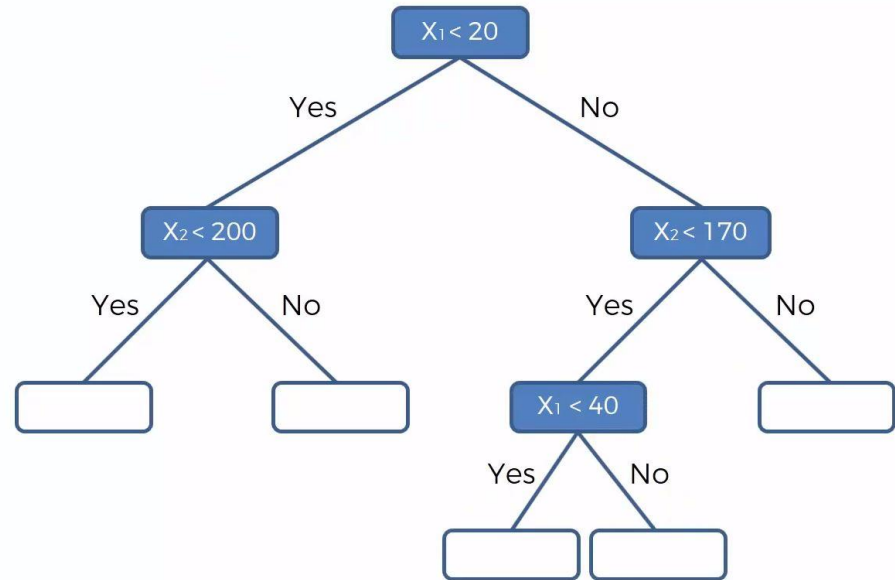 X₁ < 20
Yes
No
X₂ < 200
X₂ < 170
Yes
No
Yes
No
X₁ < 40
Yes
No